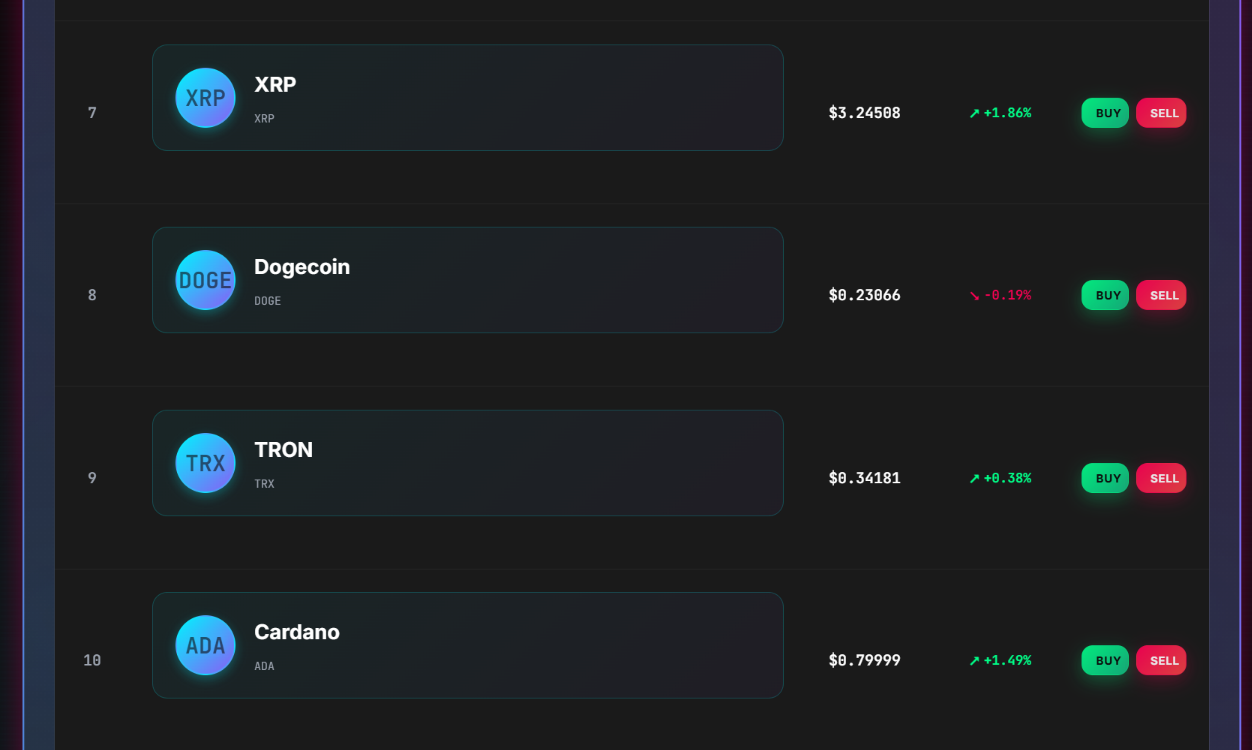 7
XRP
XRP
XRP
$3.24508
↗ +1.86%
BUY
SELL
8
DOGE
Dogecoin
DOGE
$0.23066
↘ -0.19%
BUY
SELL
9
TRX
TRON
TRX
$0.34181
↗ +0.38%
BUY
SELL
10
ADA
Cardano
ADA
$0.79999
↗ +1.49%
BUY
SELL